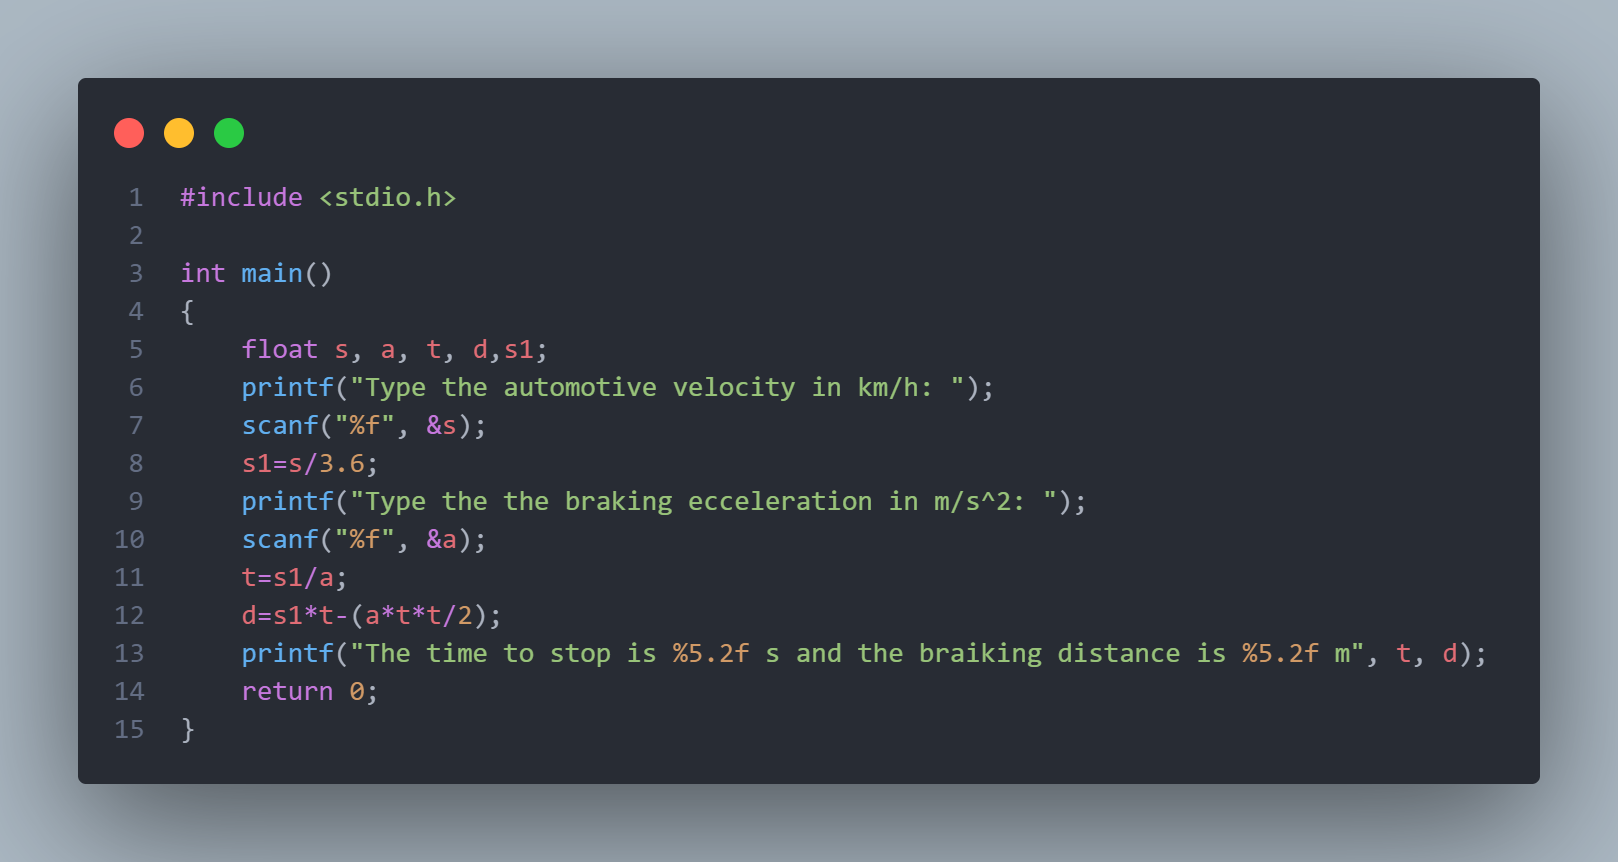 1 #include <stdio.h>
2
3 int main()
4 {
5     float s, a, t, d,s1;
6     printf("Type the automotive velocity in km/h: ");
7     scanf("%f", &s);
8     s1=s/3.6;
9     printf("Type the the braking ecceleration in m/s^2: ");
10     scanf("%f", &a);
11     t=s1/a;
12     d=s1*t-(a*t*t/2);
13     printf("The time to stop is %5.2f s and the braiking distance is %5.2f m", t, d);
14     return 0;
15 }